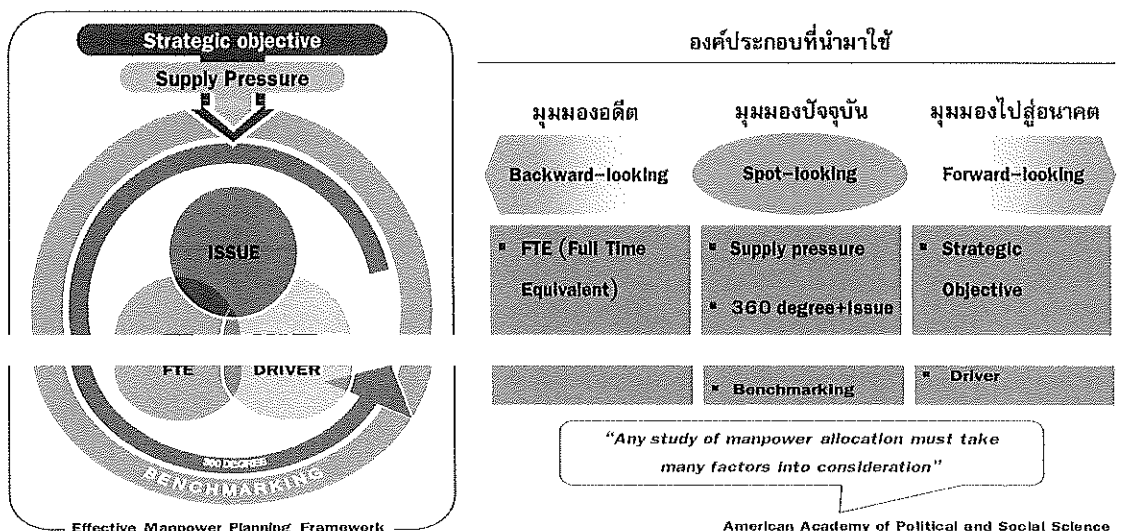 Strategic objective
Supply Pressure
ISSUE
FTE DRIVER
360 DEGREE
BENCHMARKING
Effective Manpower Planning Framework
องค์ประกอบที่นำมาใช้
มุมมองอดีต มุมมองปัจจุบัน มุมมองไปสู่อนาคต
Backward-looking Spot-looking Forward-looking
▪ FTE (Full Time
Equivalent)
▪ Supply pressure
▪ 360 degree+Issue
▪ Benchmarking
▪ Strategic
Objective
▪ Driver
"Any study of manpower allocation must take
many factors into consideration"
American Academy of Political and Social Science